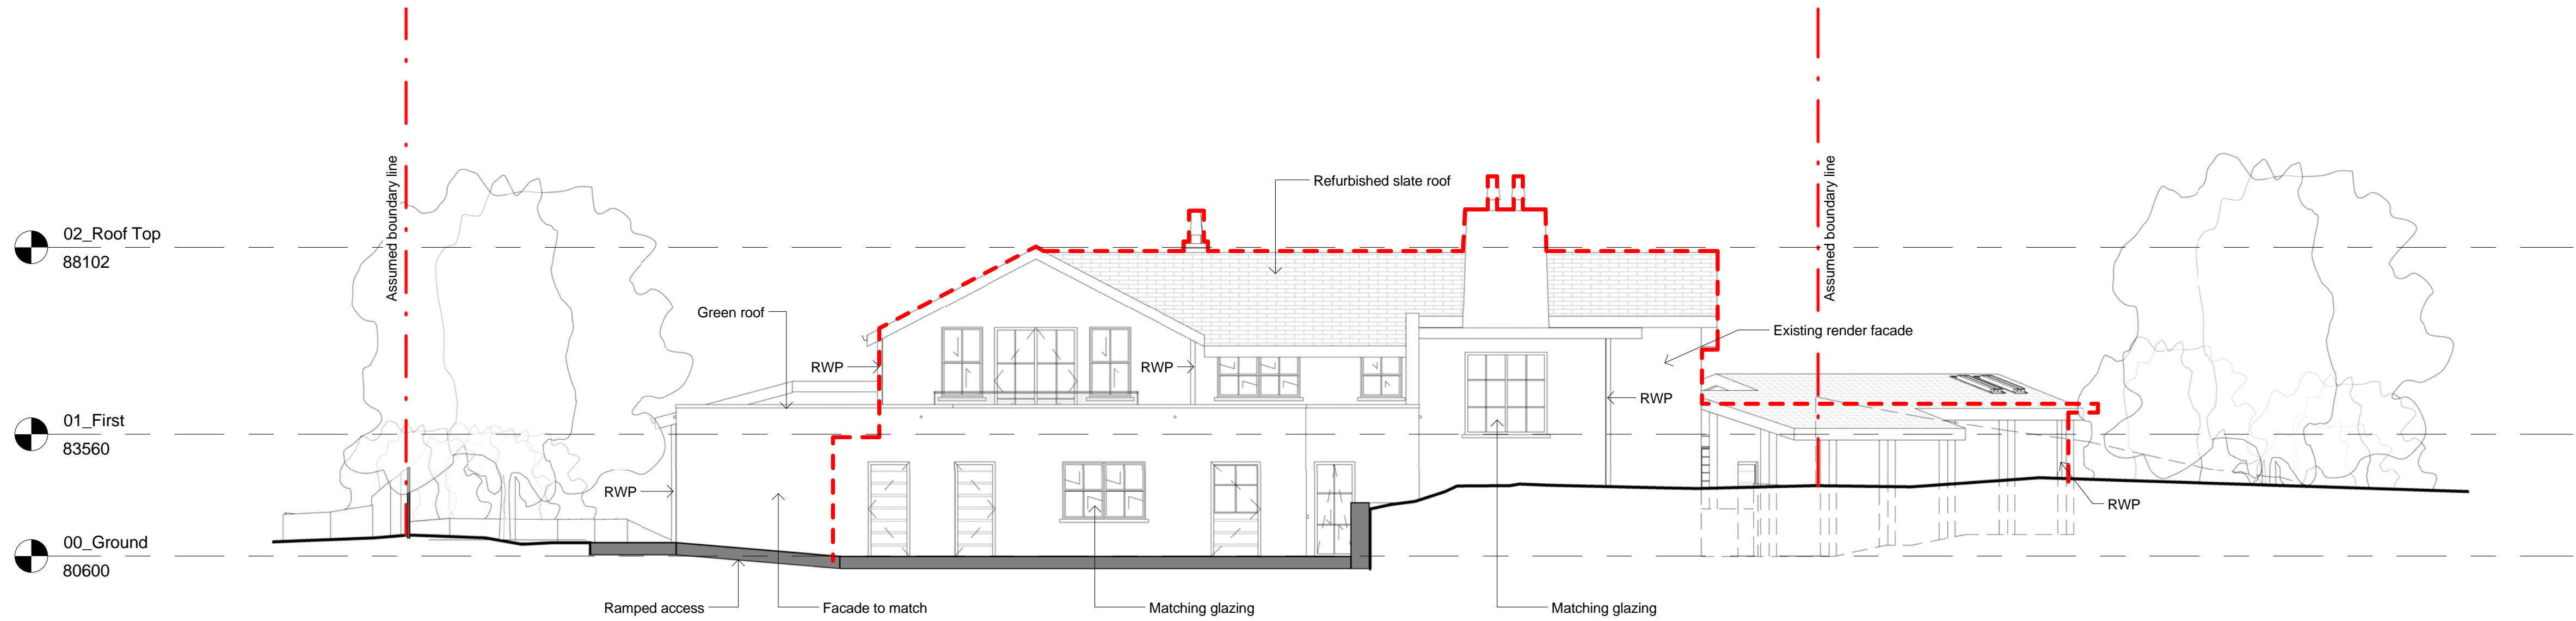 Assumed boundary line
Assumed boundary line
Refurbished slate roof
02_Roof Top
88102
Green roof
Existing render facade
RWP
RWP
RWP
01_First
83560
RWP
RWP
00_Ground
80600
Ramped access
Facade to match
Matching glazing
Matching glazing